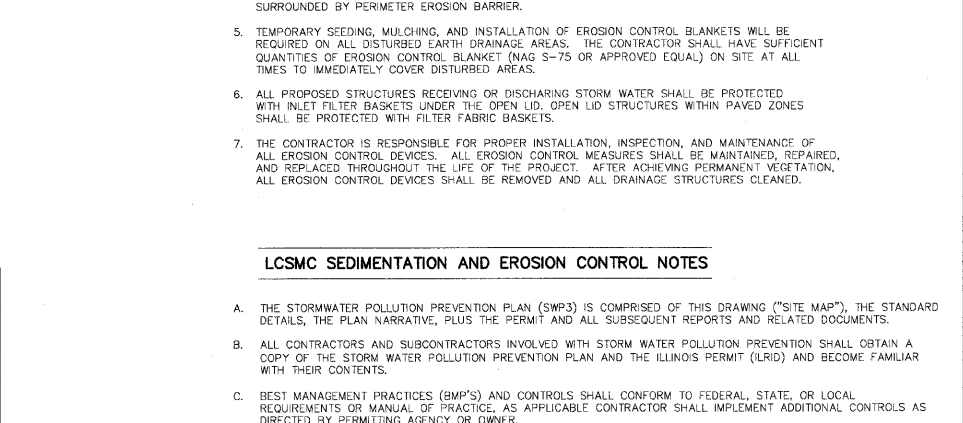 SURROUNDED BY PERIMETER EROSION BARRIER.
5. TEMPORARY SEEDING, MULCHING, AND INSTALLATION OF EROSION CONTROL BLANKETS WILL BE
REQUIRED ON ALL DISTURBED EARTH DRAINAGE AREAS. THE CONTRACTOR SHALL HAVE SUFFICIENT
QUANTITIES OF EROSION CONTROL BLANKET (NAG S-75 OR APPROVED EQUAL) ON SITE AT ALL
TIMES TO IMMEDIATELY COVER DISTURBED AREAS.
6. ALL PROPOSED STRUCTURES RECEIVING OR DISCHARING STORM WATER SHALL BE PROTECTED
WITH INLET FILTER BASKETS UNDER THE OPEN LID. OPEN LID STRUCTURES WITHIN PAVED ZONES
SHALL BE PROTECTED WITH FILTER FABRIC BASKETS.
7. THE CONTRACTOR IS RESPONSIBLE FOR PROPER INSTALLATION, INSPECTION, AND MAINTENANCE OF
ALL EROSION CONTROL DEVICES. ALL EROSION CONTROL MEASURES SHALL BE MAINTAINED, REPAIRED,
AND REPLACED THROUGHOUT THE LIFE OF THE PROJECT. AFTER ACHIEVING PERMANENT VEGETATION,
ALL EROSION CONTROL DEVICES SHALL BE REMOVED AND ALL DRAINAGE STRUCTURES CLEANED.
LCSMC SEDIMENTATION AND EROSION CONTROL NOTES
A. THE STORMWATER POLLUTION PREVENTION PLAN (SWP3) IS COMPRISED OF THIS DRAWING ("SITE MAP"), THE STANDARD
DETAILS, THE PLAN NARRATIVE, PLUS THE PERMIT AND ALL SUBSEQUENT REPORTS AND RELATED DOCUMENTS.
B. ALL CONTRACTORS AND SUBCONTRACTORS INVOLVED WITH STORM WATER POLLUTION PREVENTION SHALL OBTAIN A
COPY OF THE STORM WATER POLLUTION PREVENTION PLAN AND THE ILLINOIS PERMIT (ILRID) AND BECOME FAMILIAR
WITH THEIR CONTENTS.
C. BEST MANAGEMENT PRACTICES (BMP'S) AND CONTROLS SHALL CONFORM TO FEDERAL, STATE, OR LOCAL
REQUIREMENTS OR MANUAL OF PRACTICE, AS APPLICABLE CONTRACTOR SHALL IMPLEMENT ADDITIONAL CONTROLS AS
DIRECTED BY PERMITTING AGENCY OR OWNER.